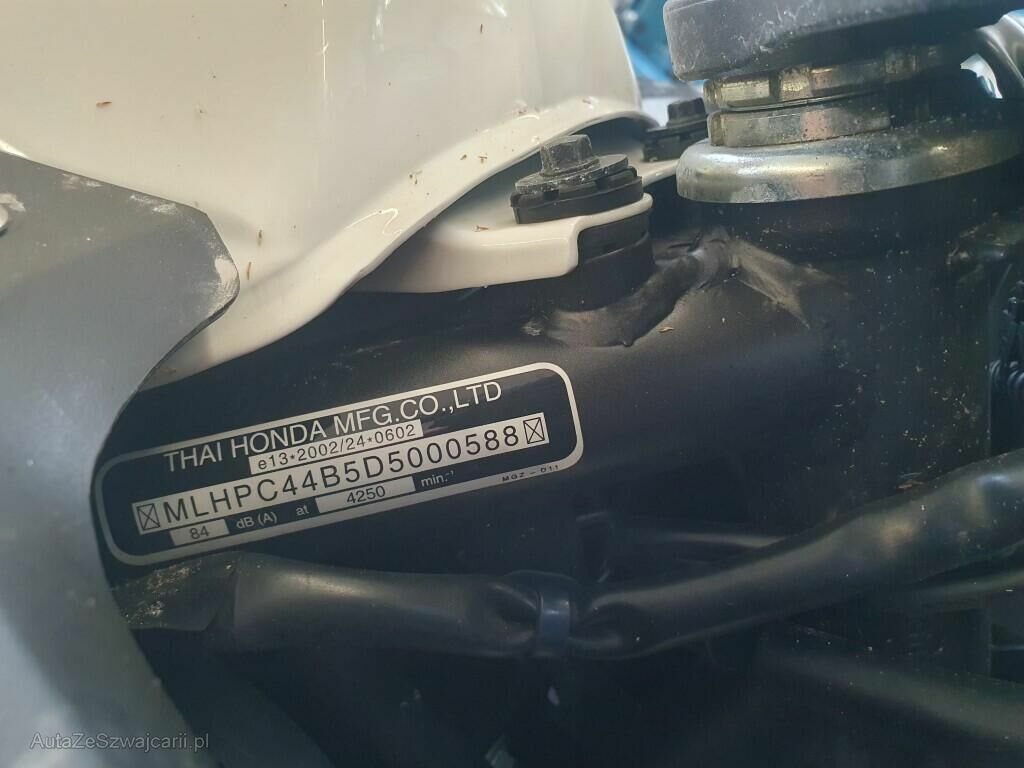 THAI HONDA MFG.CO.,LTD
e13*2002/24*0602
MLHPC44B5D5000588
84 dB (A) at 4250 min.⁻¹
MGZ - D11
AutaZeSzwajcarii.pl